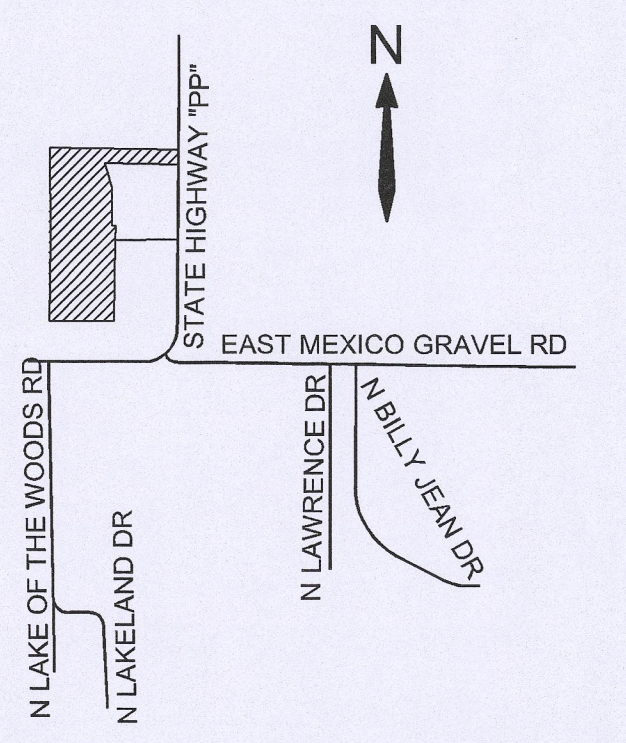 N
STATE HIGHWAY "PP"
EAST MEXICO GRAVEL RD
N LAKE OF THE WOODS RD
N LAKELAND DR
N LAWRENCE DR
N BILLY JEAN DR